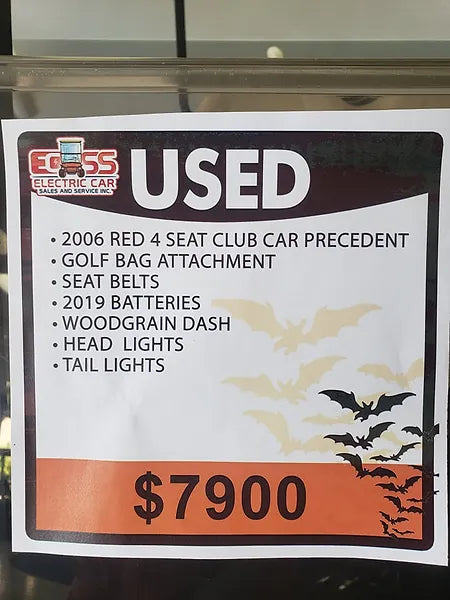 ECSS
ELECTRIC CAR
SALES AND SERVICE INC.
USED
• 2006 RED 4 SEAT CLUB CAR PRECEDENT
• GOLF BAG ATTACHMENT
• SEAT BELTS
• 2019 BATTERIES
• WOODGRAIN DASH
• HEAD LIGHTS
• TAIL LIGHTS
$7900